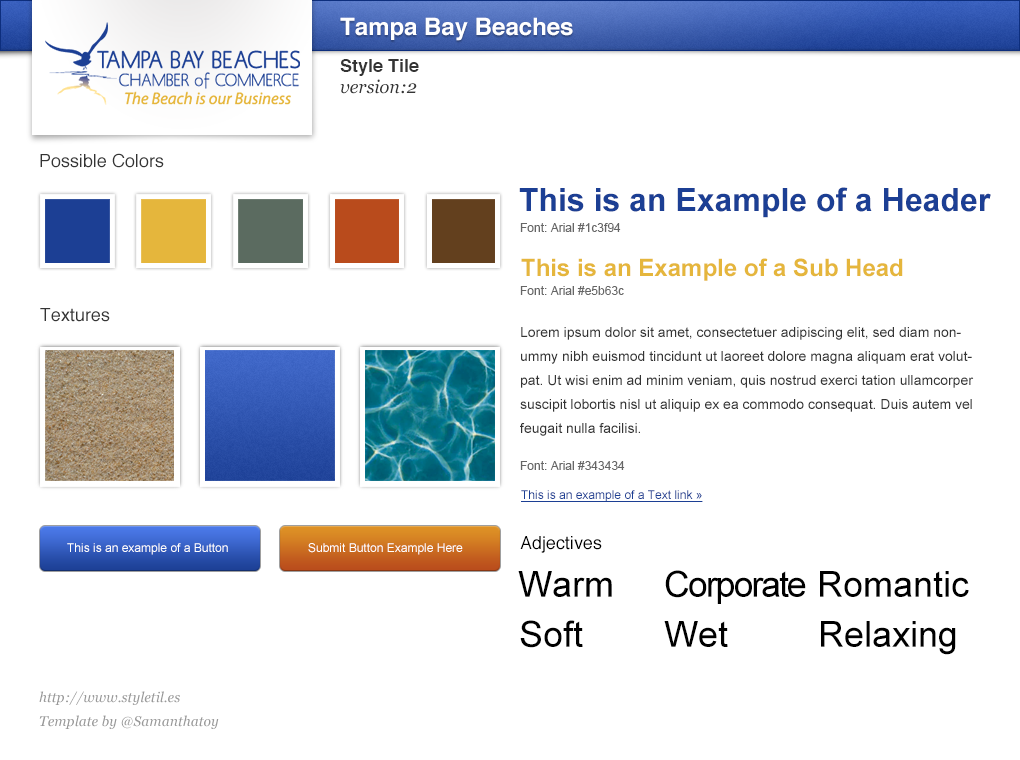 Tampa Bay Beaches
TAMPA BAY BEACHES
CHAMBER of COMMERCE
The Beach is our Business
Style Tile
version:2
Possible Colors
Textures
This is an example of a Button
Submit Button Example Here
This is an Example of a Header
Font: Arial #1c3f94
This is an Example of a Sub Head
Font: Arial #e5b63c
Lorem ipsum dolor sit amet, consectetuer adipiscing elit, sed diam non-
ummy nibh euismod tincidunt ut laoreet dolore magna aliquam erat volut-
pat. Ut wisi enim ad minim veniam, quis nostrud exerci tation ullamcorper
suscipit lobortis nisl ut aliquip ex ea commodo consequat. Duis autem vel
feugait nulla facilisi.
Font: Arial #343434
This is an example of a Text link »
Adjectives
Warm Corporate Romantic
Soft Wet Relaxing
http://www.styletil.es
Template by @Samanthatoy